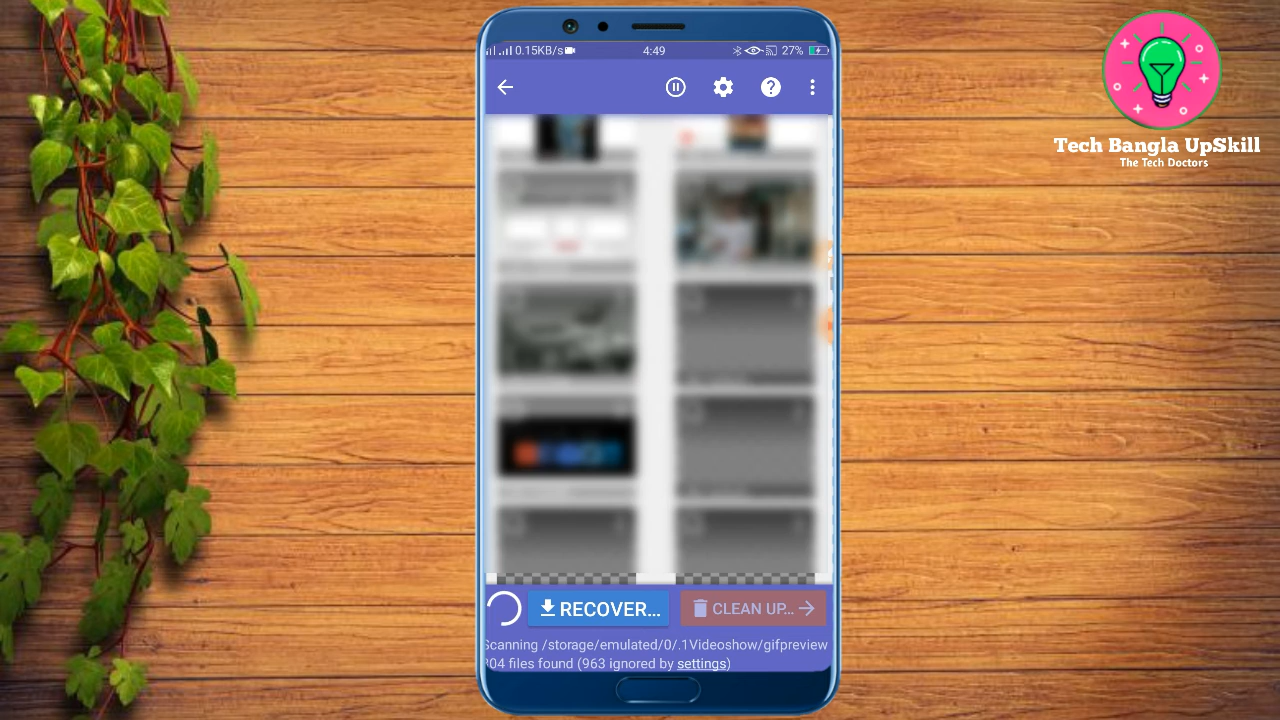 0.15KB/s
4:49
27%
Tech Bangla UpSkill
The Tech Doctors
RECOVER...
CLEAN UP...
Scanning /storage/emulated/0/.1Videoshow/gifpreview
04 files found (963 ignored by settings)